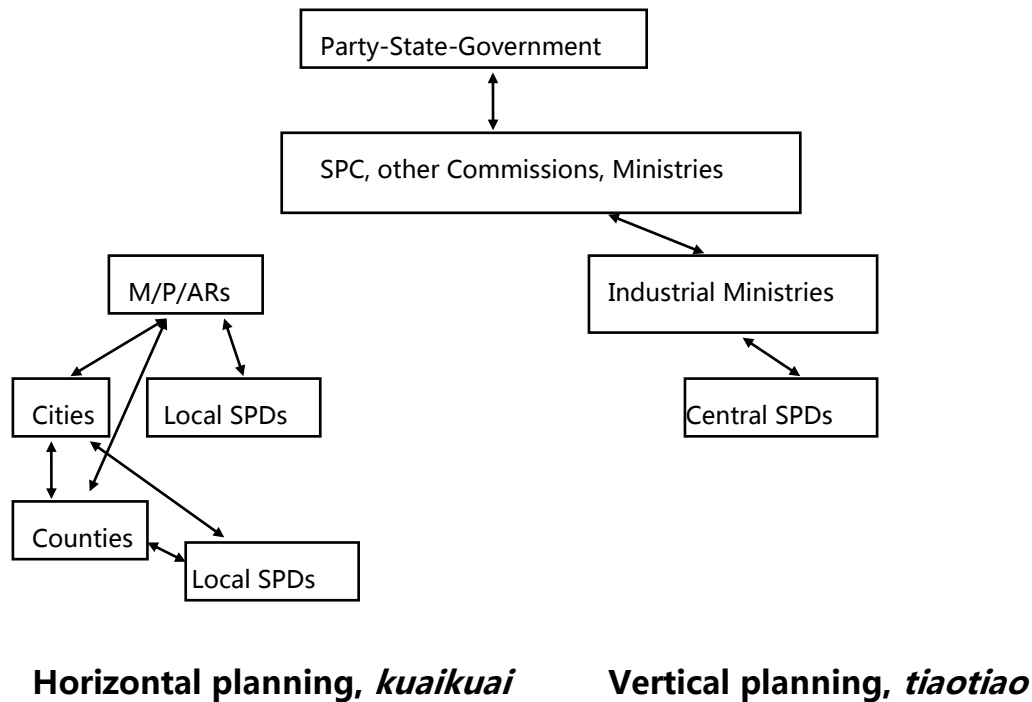 Party-State-Government
SPC, other Commissions, Ministries
M/P/ARs
Industrial Ministries
Cities
Local SPDs
Central SPDs
Counties
Local SPDs
Horizontal planning, kuaikuai
Vertical planning, tiaotiao